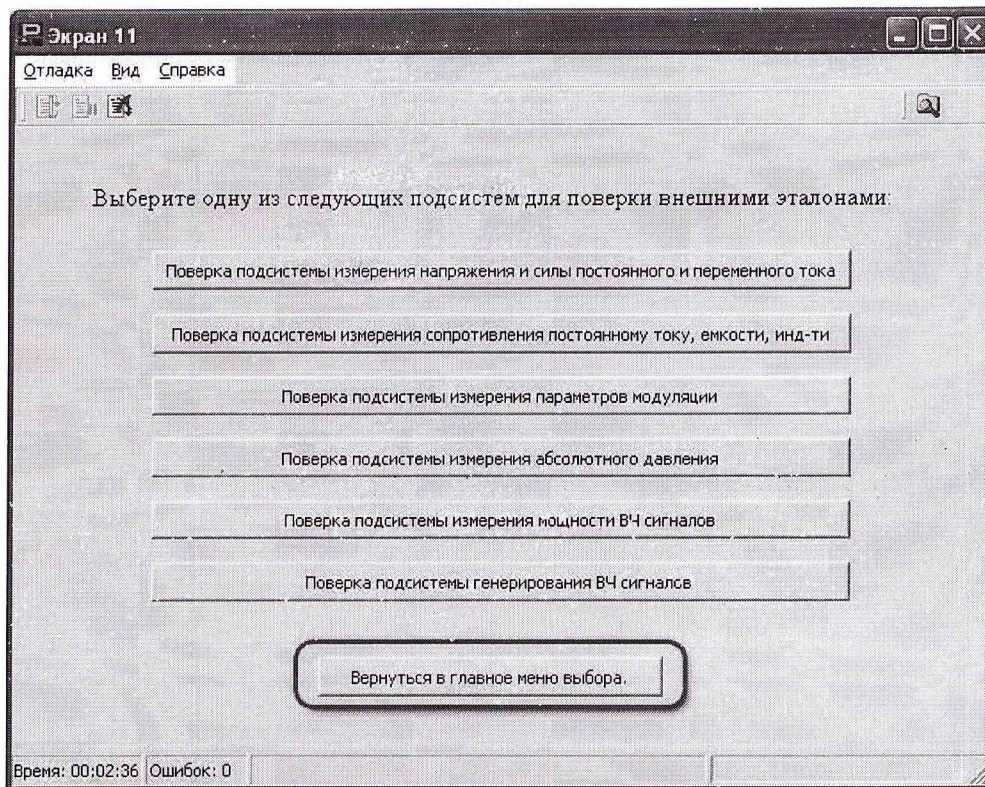 Экран 11
Отладка Вид Справка
Выберите одну из следующих подсистем для поверки внешними эталонами:
Поверка подсистемы измерения напряжения и силы постоянного и переменного тока
Поверка подсистемы измерения сопротивления постоянному току, емкости, инд-ти
Поверка подсистемы измерения параметров модуляции
Поверка подсистемы измерения абсолютного давления
Поверка подсистемы измерения мощности ВЧ сигналов
Поверка подсистемы генерирования ВЧ сигналов
Вернуться в главное меню выбора.
Время: 00:02:36 Ошибок: 0